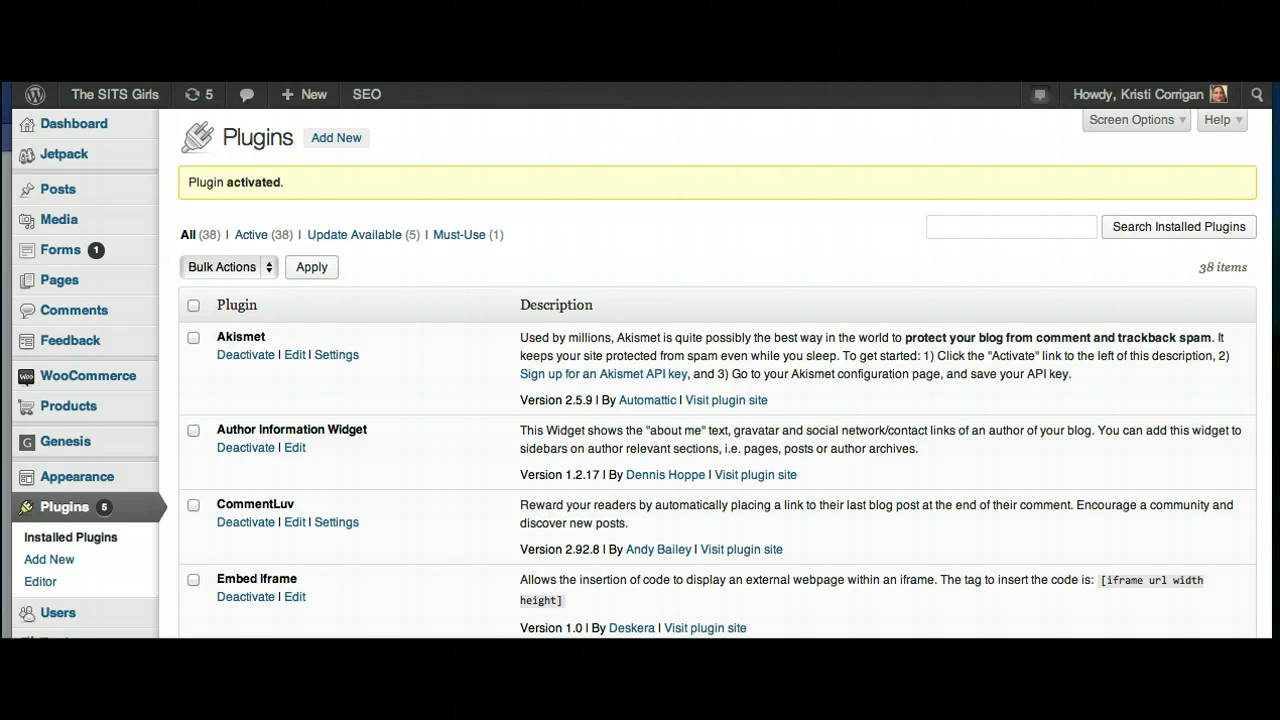 The SITS Girls 5 New SEO Howdy, Kristi Corrigan
Dashboard
Jetpack
Posts
Media
Forms 1
Pages
Comments
Feedback
WooCommerce
Products
Genesis
Appearance
Plugins 5
Installed Plugins
Add New
Editor
Users
Screen Options Help
Plugins Add New
Plugin activated.
All (38) | Active (38) | Update Available (5) | Must-Use (1)
Search Installed Plugins
Bulk Actions Apply
38 items
Plugin Description
Akismet
Deactivate | Edit | Settings
Used by millions, Akismet is quite possibly the best way in the world to protect your blog from comment and trackback spam. It
keeps your site protected from spam even while you sleep. To get started: 1) Click the "Activate" link to the left of this description, 2)
Sign up for an Akismet API key, and 3) Go to your Akismet configuration page, and save your API key.
Version 2.5.9 | By Automattic | Visit plugin site
Author Information Widget
Deactivate | Edit
This Widget shows the "about me" text, gravatar and social network/contact links of an author of your blog. You can add this widget to
sidebars on author relevant sections, i.e. pages, posts or author archives.
Version 1.2.17 | By Dennis Hoppe | Visit plugin site
CommentLuv
Deactivate | Edit | Settings
Reward your readers by automatically placing a link to their last blog post at the end of their comment. Encourage a community and
discover new posts.
Version 2.92.8 | By Andy Bailey | Visit plugin site
Embed Iframe
Deactivate | Edit
Allows the insertion of code to display an external webpage within an iframe. The tag to insert the code is: [iframe url width
height]
Version 1.0 | By Deskera | Visit plugin site